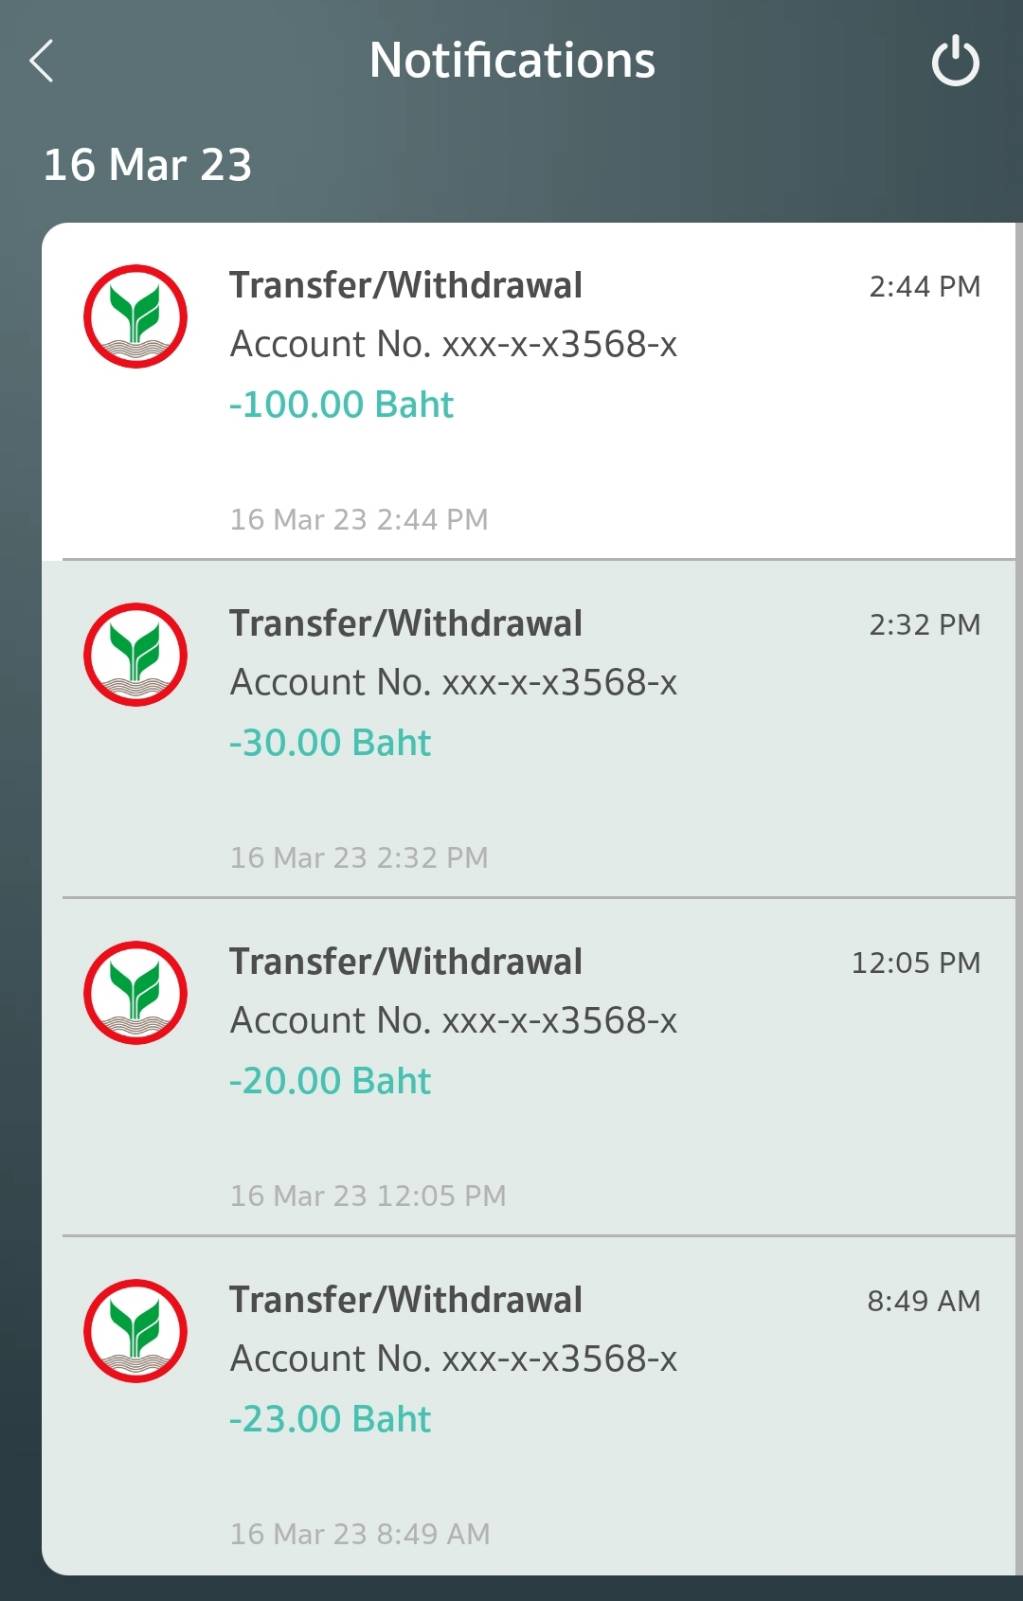 Notifications
16 Mar 23
Transfer/Withdrawal 2:44 PM
Account No. xxx-x-x3568-x
-100.00 Baht
16 Mar 23 2:44 PM
Transfer/Withdrawal 2:32 PM
Account No. xxx-x-x3568-x
-30.00 Baht
16 Mar 23 2:32 PM
Transfer/Withdrawal 12:05 PM
Account No. xxx-x-x3568-x
-20.00 Baht
16 Mar 23 12:05 PM
Transfer/Withdrawal 8:49 AM
Account No. xxx-x-x3568-x
-23.00 Baht
16 Mar 23 8:49 AM